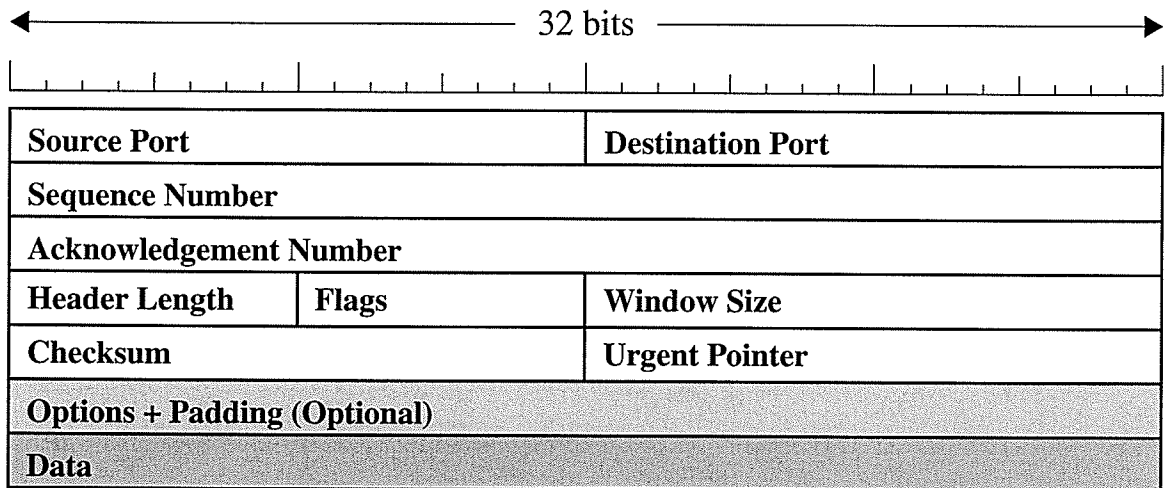 32 bits
Source Port
Destination Port
Sequence Number
Acknowledgement Number
Header Length
Flags
Window Size
Checksum
Urgent Pointer
Options + Padding (Optional)
Data